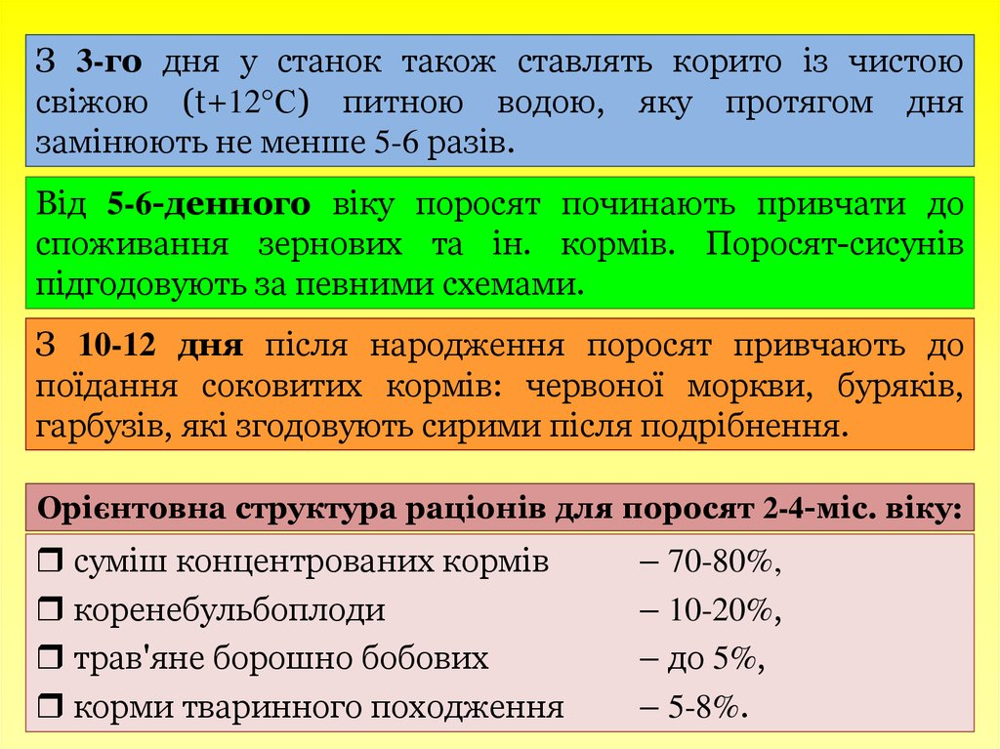 З 3-го дня у станок також ставлять корито із чистою
свіжою (t+12°С) питною водою, яку протягом дня
замінюють не менше 5-6 разів.
Від 5-6-денного віку поросят починають привчати до
споживання зернових та ін. кормів. Поросят-сисунів
підгодовують за певними схемами.
З 10-12 дня після народження поросят привчають до
поїдання соковитих кормів: червоної моркви, буряків,
гарбузів, які згодовують сирими після подрібнення.
Орієнтовна структура раціонів для поросят 2-4-міс. віку:
❒ суміш концентрованих кормів – 70-80%,
❒ коренебульбоплоди – 10-20%,
❒ трав'яне борошно бобових – до 5%,
❒ корми тваринного походження – 5-8%.